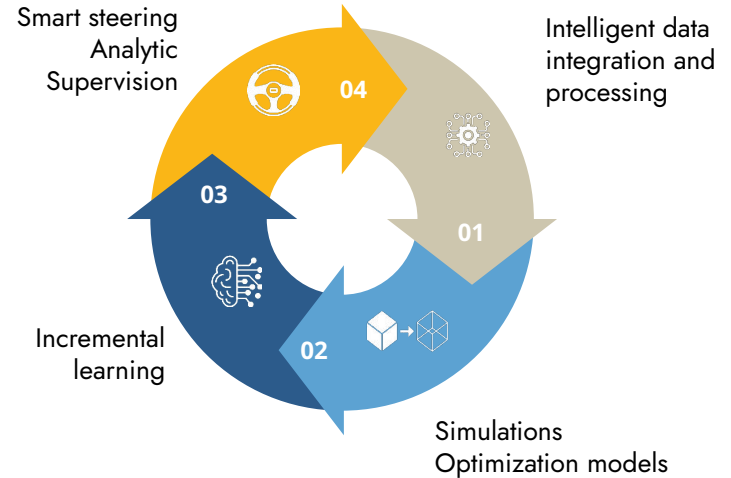 Smart steering
Analytic
Supervision
Intelligent data
integration and
processing
04
03
01
02
Incremental
learning
Simulations
Optimization models